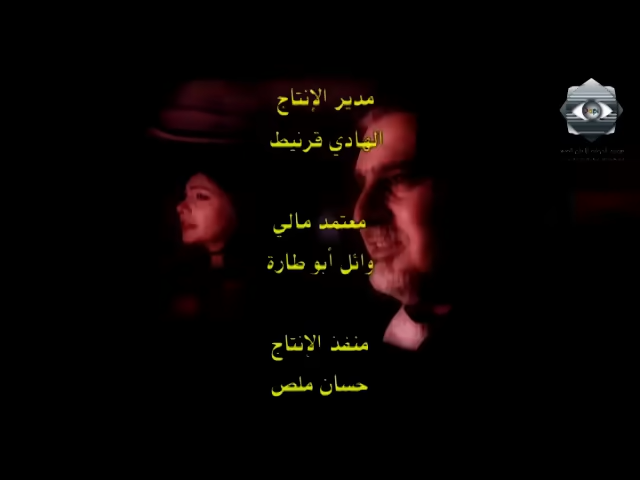 مدير الإنتاج
الهادي قرنيط
معتمد مالي
وائل أبو طارة
منفذ الإنتاج
حسان ملص